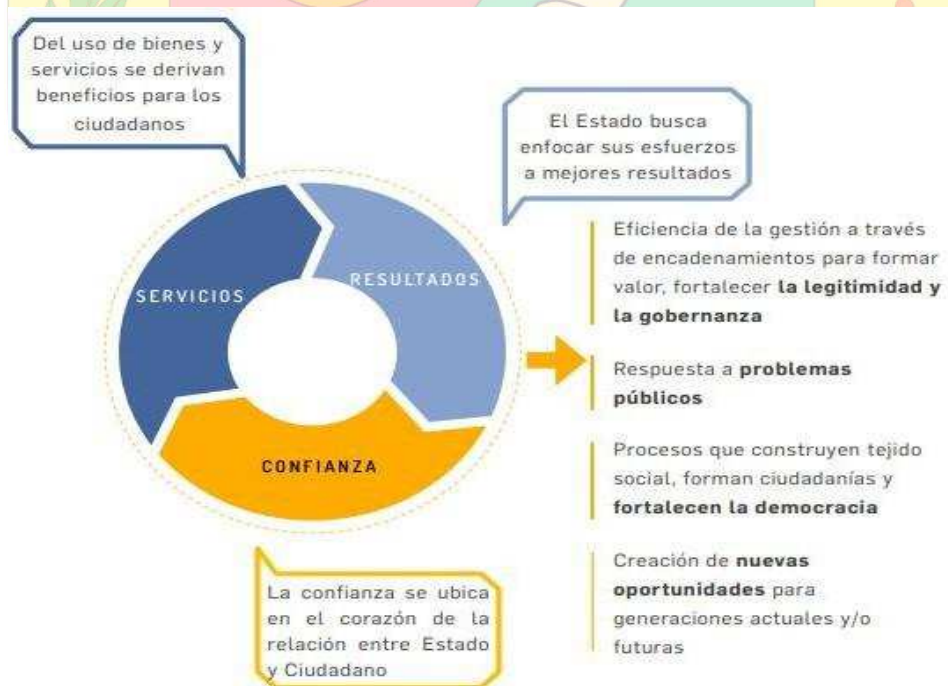 Del uso de bienes y
servicios se derivan
beneficios para los
ciudadanos
El Estado busca
enfocar sus esfuerzos
a mejores resultados
SERVICIOS
RESULTADOS
CONFIANZA
Eficiencia de la gestión a través
de encadenamientos para formar
valor, fortalecer la legitimidad y
la gobernanza
Respuesta a problemas
públicos
Procesos que construyen tejido
social, forman ciudadanías y
fortalecen la democracia
Creación de nuevas
oportunidades para
generaciones actuales y/o
futuras
La confianza se ubica
en el corazón de la
relación entre Estado
y Ciudadano